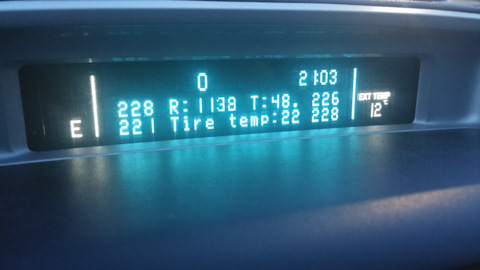 0 21:03
228 R:1138 T:48. 226
E 221 Tire temp:22 228
EXT TEMP
12°C